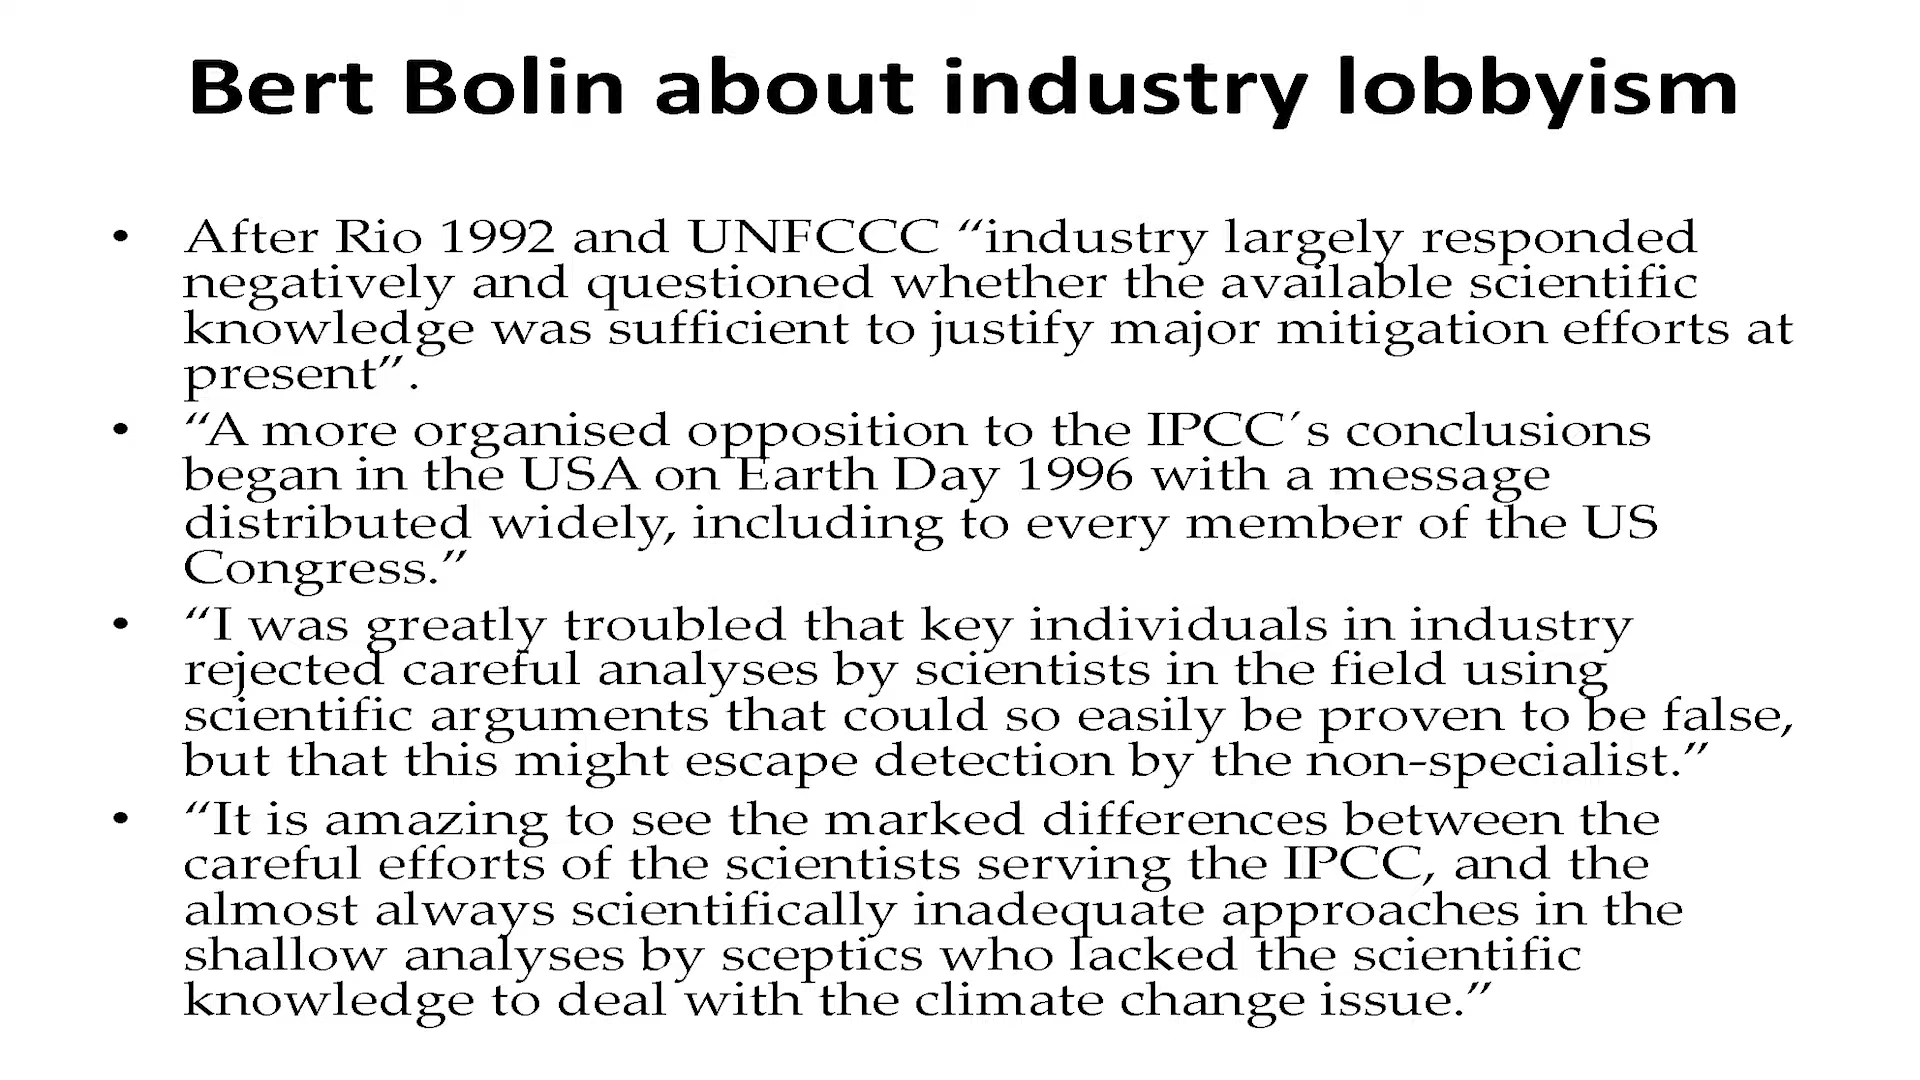 Bert Bolin about industry lobbyism
• After Rio 1992 and UNFCCC “industry largely responded
negatively and questioned whether the available scientific
knowledge was sufficient to justify major mitigation efforts at
present”.
• “A more organised opposition to the IPCC´s conclusions
began in the USA on Earth Day 1996 with a message
distributed widely, including to every member of the US
Congress.”
• “I was greatly troubled that key individuals in industry
rejected careful analyses by scientists in the field using
scientific arguments that could so easily be proven to be false,
but that this might escape detection by the non-specialist.”
• “It is amazing to see the marked differences between the
careful efforts of the scientists serving the IPCC, and the
almost always scientifically inadequate approaches in the
shallow analyses by sceptics who lacked the scientific
knowledge to deal with the climate change issue.”